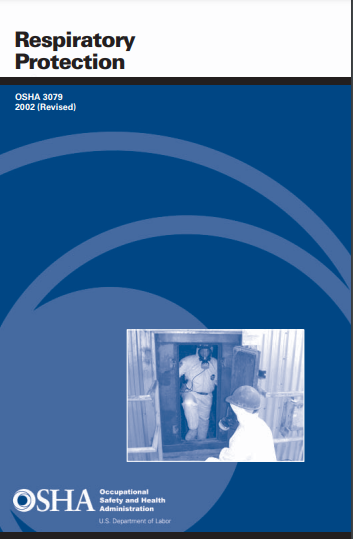 Respiratory
Protection
OSHA 3079
2002 (Revised)
OSHA
Occupational
Safety and Health
Administration
U.S. Department of Labor